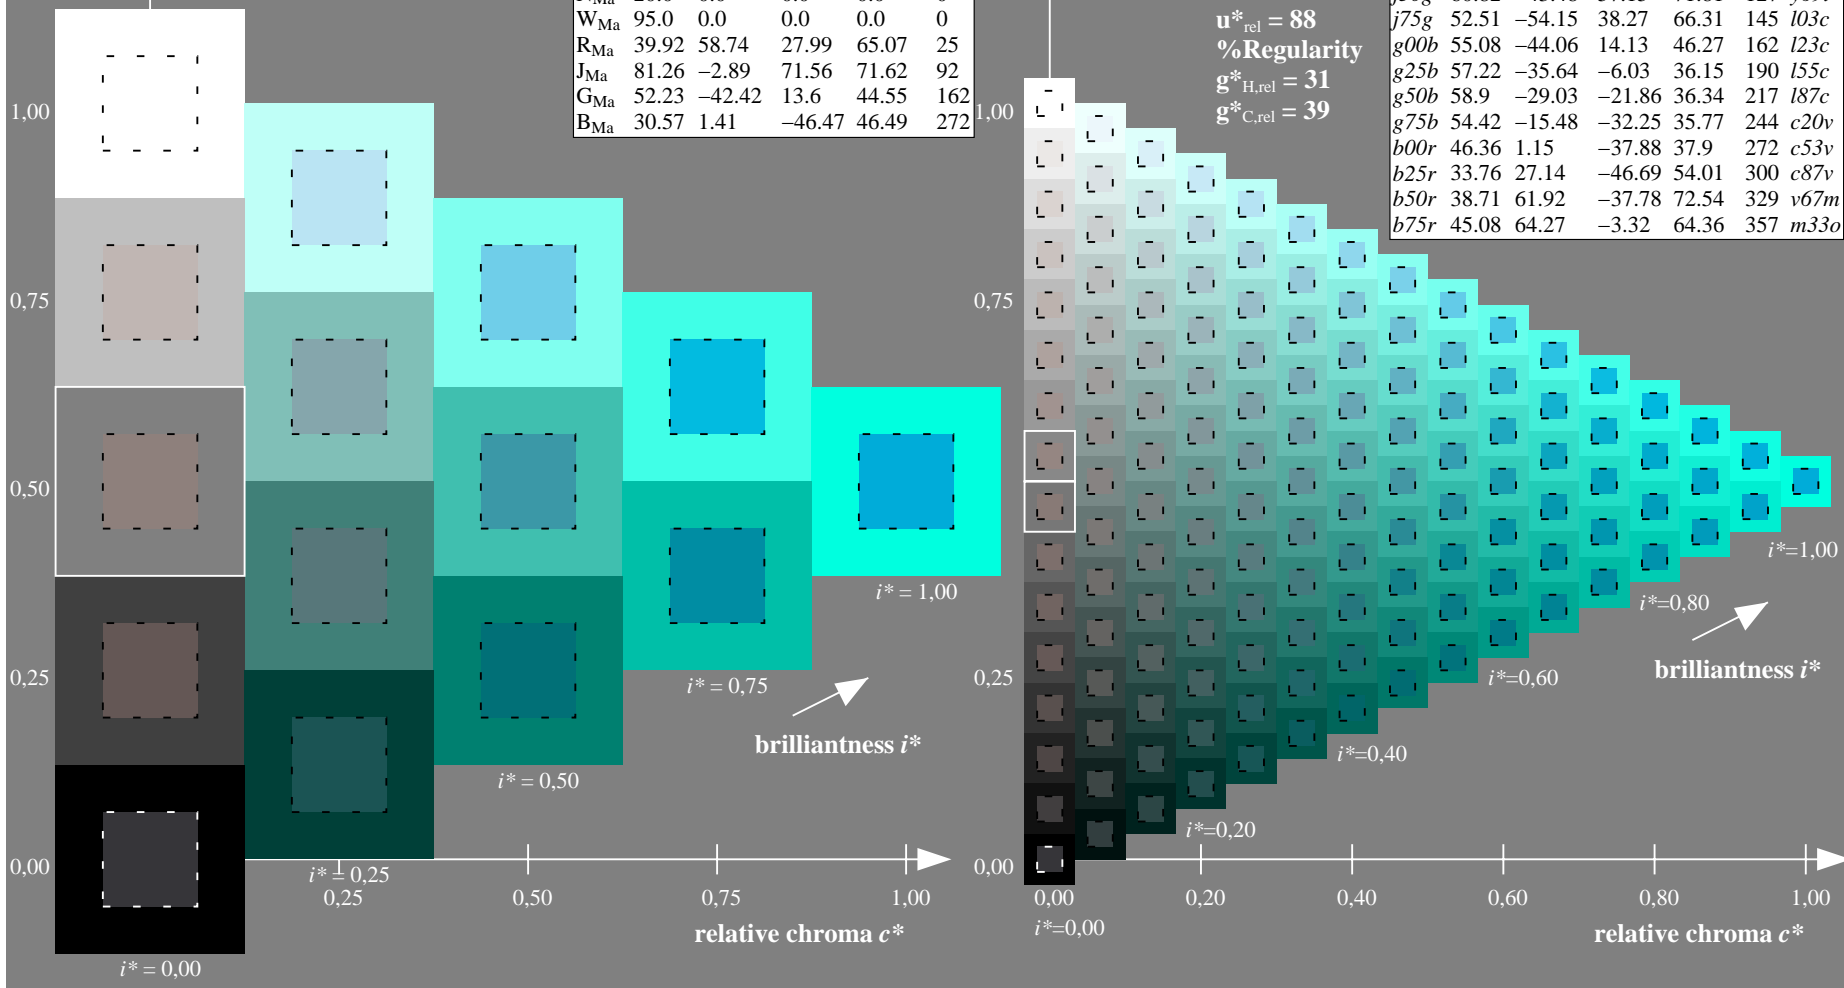 W_Ma 95.0 0.0 0.0 0.0 0
R_Ma 39.92 58.74 27.99 65.07 25
J_Ma 81.26 −2.89 71.56 71.62 92
G_Ma 52.23 −42.42 13.6 44.55 162
B_Ma 30.57 1.41 −46.47 46.49 272
1,00
0,75
0,50
0,25
0,00
i* = 1,00
i* = 0,75
brilliantness i*
i* = 0,50
i* = 0,25
0,25
0,50
0,75
1,00
relative chroma c*
i* = 0,00
u*rel = 88
%Regularity
g*H,rel = 31
g*C,rel = 39
j75g 52.51 −54.15 38.27 66.31 145 l03c
g00b 55.08 −44.06 14.13 46.27 162 l23c
g25b 57.22 −35.64 −6.03 36.15 190 l55c
g50b 58.9 −29.03 −21.86 36.34 217 l87c
g75b 54.42 −15.48 −32.25 35.77 244 c20v
b00r 46.36 1.15 −37.88 37.9 272 c53v
b25r 33.76 27.14 −46.69 54.01 300 c87v
b50r 38.71 61.92 −37.78 72.54 329 v67m
b75r 45.08 64.27 −3.32 64.36 357 m33o
1,00
0,75
0,50
0,25
0,00
i*=1,00
i*=0,80
brilliantness i*
i*=0,60
i*=0,40
i*=0,20
0,00
0,20
0,40
0,60
0,80
1,00
i*=0,00
relative chroma c*